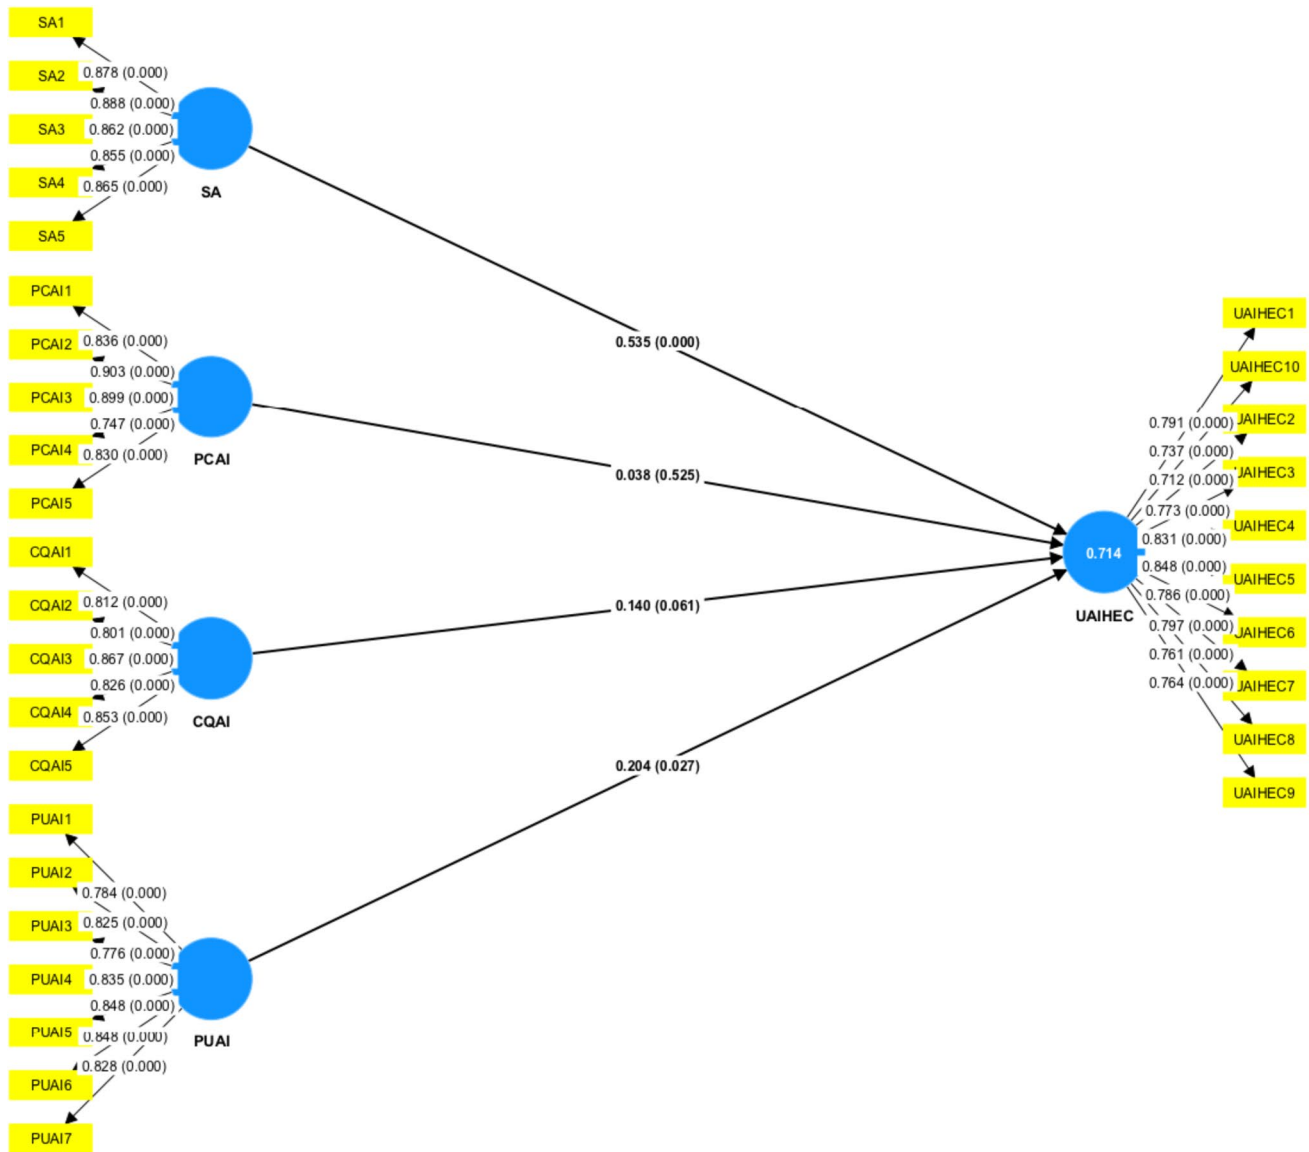 SA1
SA2
SA3
SA4
SA5
0.878 (0.000)
0.888 (0.000)
0.862 (0.000)
0.855 (0.000)
0.865 (0.000)
SA
PCAI1
PCAI2
PCAI3
PCAI4
PCAI5
0.836 (0.000)
0.903 (0.000)
0.899 (0.000)
0.747 (0.000)
0.830 (0.000)
PCAI
CQAI1
CQAI2
CQAI3
CQAI4
CQAI5
0.812 (0.000)
0.801 (0.000)
0.867 (0.000)
0.826 (0.000)
0.853 (0.000)
CQAI
PUAI1
PUAI2
PUAI3
PUAI4
PUAI5
PUAI6
PUAI7
0.784 (0.000)
0.825 (0.000)
0.776 (0.000)
0.835 (0.000)
0.848 (0.000)
0.848 (0.000)
0.828 (0.000)
PUAI
0.535 (0.000)
0.038 (0.525)
0.140 (0.061)
0.204 (0.027)
0.714
UAIHEC
0.791 (0.000)
0.737 (0.000)
0.712 (0.000)
0.773 (0.000)
0.831 (0.000)
0.848 (0.000)
0.786 (0.000)
0.797 (0.000)
0.761 (0.000)
0.764 (0.000)
UAIHEC1
UAIHEC10
UAIHEC2
UAIHEC3
UAIHEC4
UAIHEC5
UAIHEC6
UAIHEC7
UAIHEC8
UAIHEC9